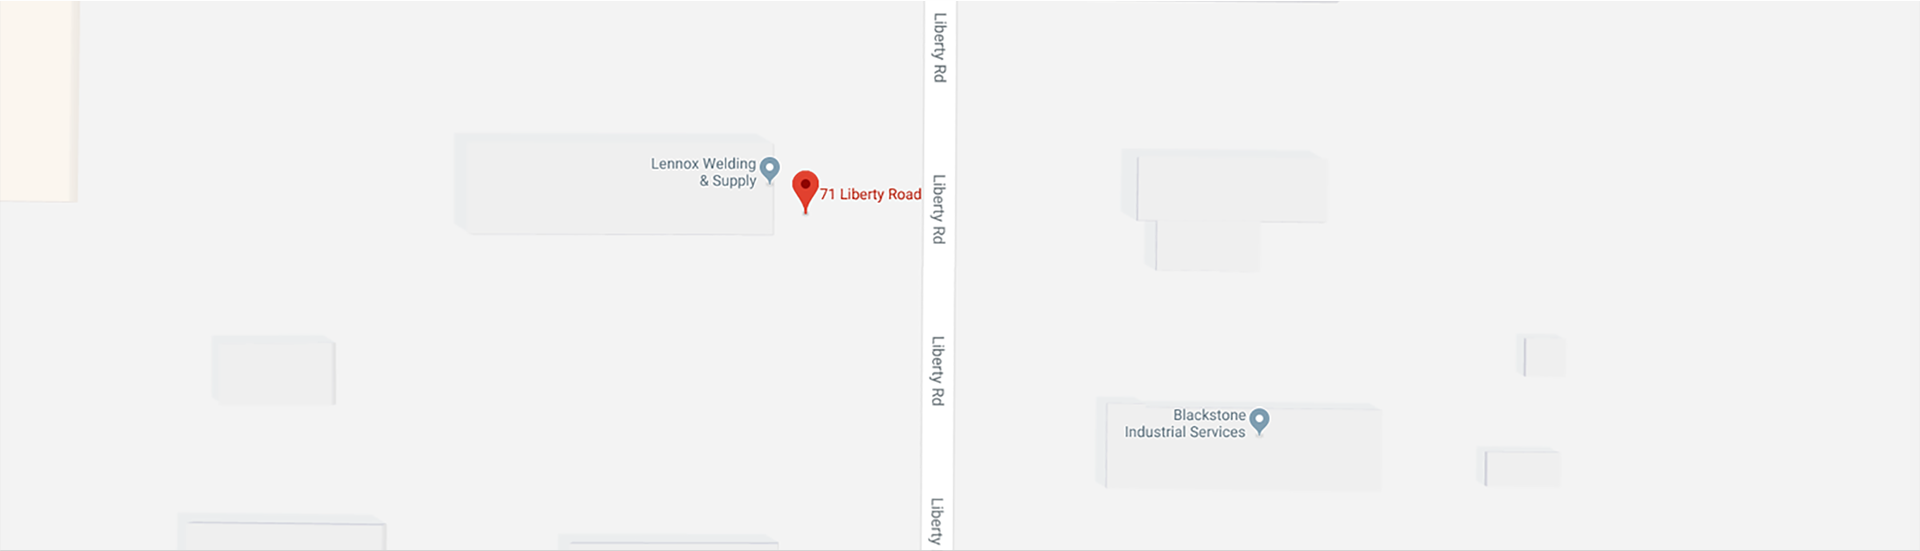 Liberty Rd
Lennox Welding
& Supply
71 Liberty Road
Liberty Rd
Liberty Rd
Blackstone
Industrial Services
Liberty